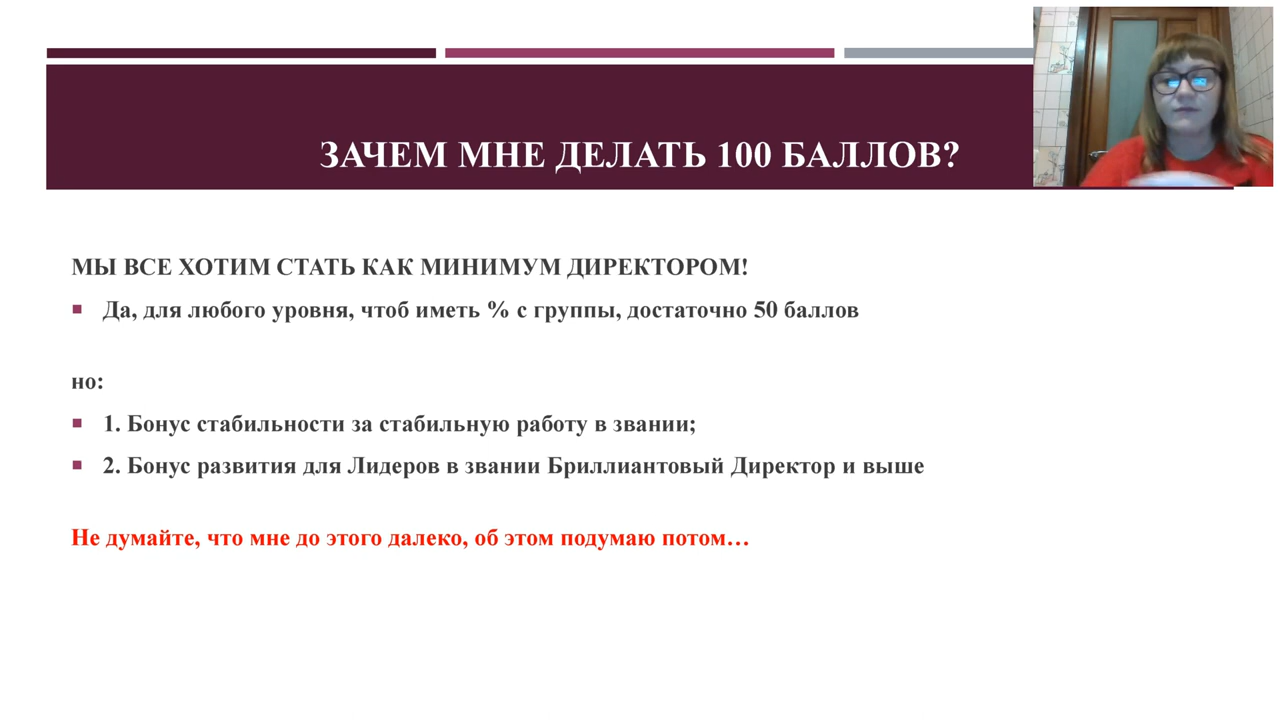 ЗАЧЕМ МНЕ ДЕЛАТЬ 100 БАЛЛОВ?
МЫ ВСЕ ХОТИМ СТАТЬ КАК МИНИМУМ ДИРЕКТОРОМ!
Да, для любого уровня, чтоб иметь % с группы, достаточно 50 баллов
но:
1. Бонус стабильности за стабильную работу в звании;
2. Бонус развития для Лидеров в звании Бриллиантовый Директор и выше
Не думайте, что мне до этого далеко, об этом подумаю потом…